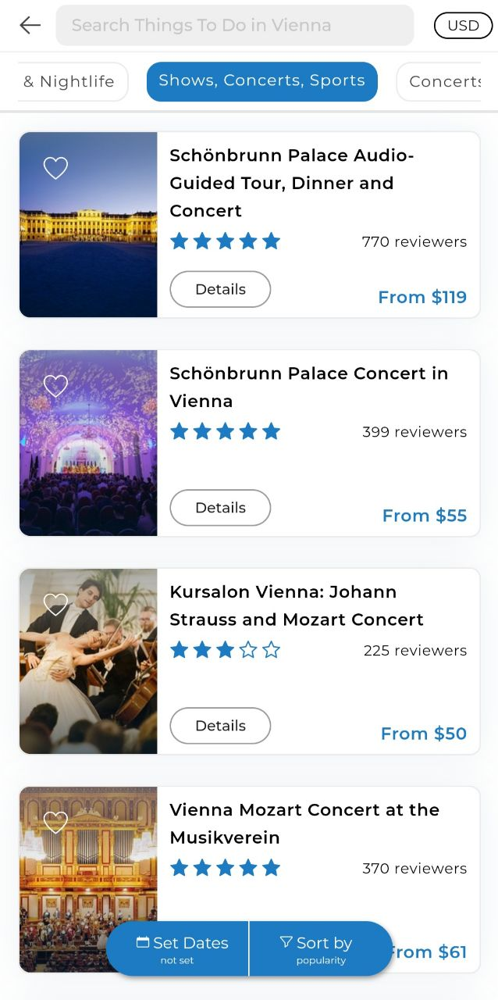 Search Things To Do in Vienna
USD
& Nightlife
Shows, Concerts, Sports
Concerts
Schönbrunn Palace Audio-
Guided Tour, Dinner and
Concert
770 reviewers
Details
From $119
Schönbrunn Palace Concert in
Vienna
399 reviewers
Details
From $55
Kursalon Vienna: Johann
Strauss and Mozart Concert
225 reviewers
Details
From $50
Vienna Mozart Concert at the
Musikverein
370 reviewers
From $61
Set Dates
not set
Sort by
popularity